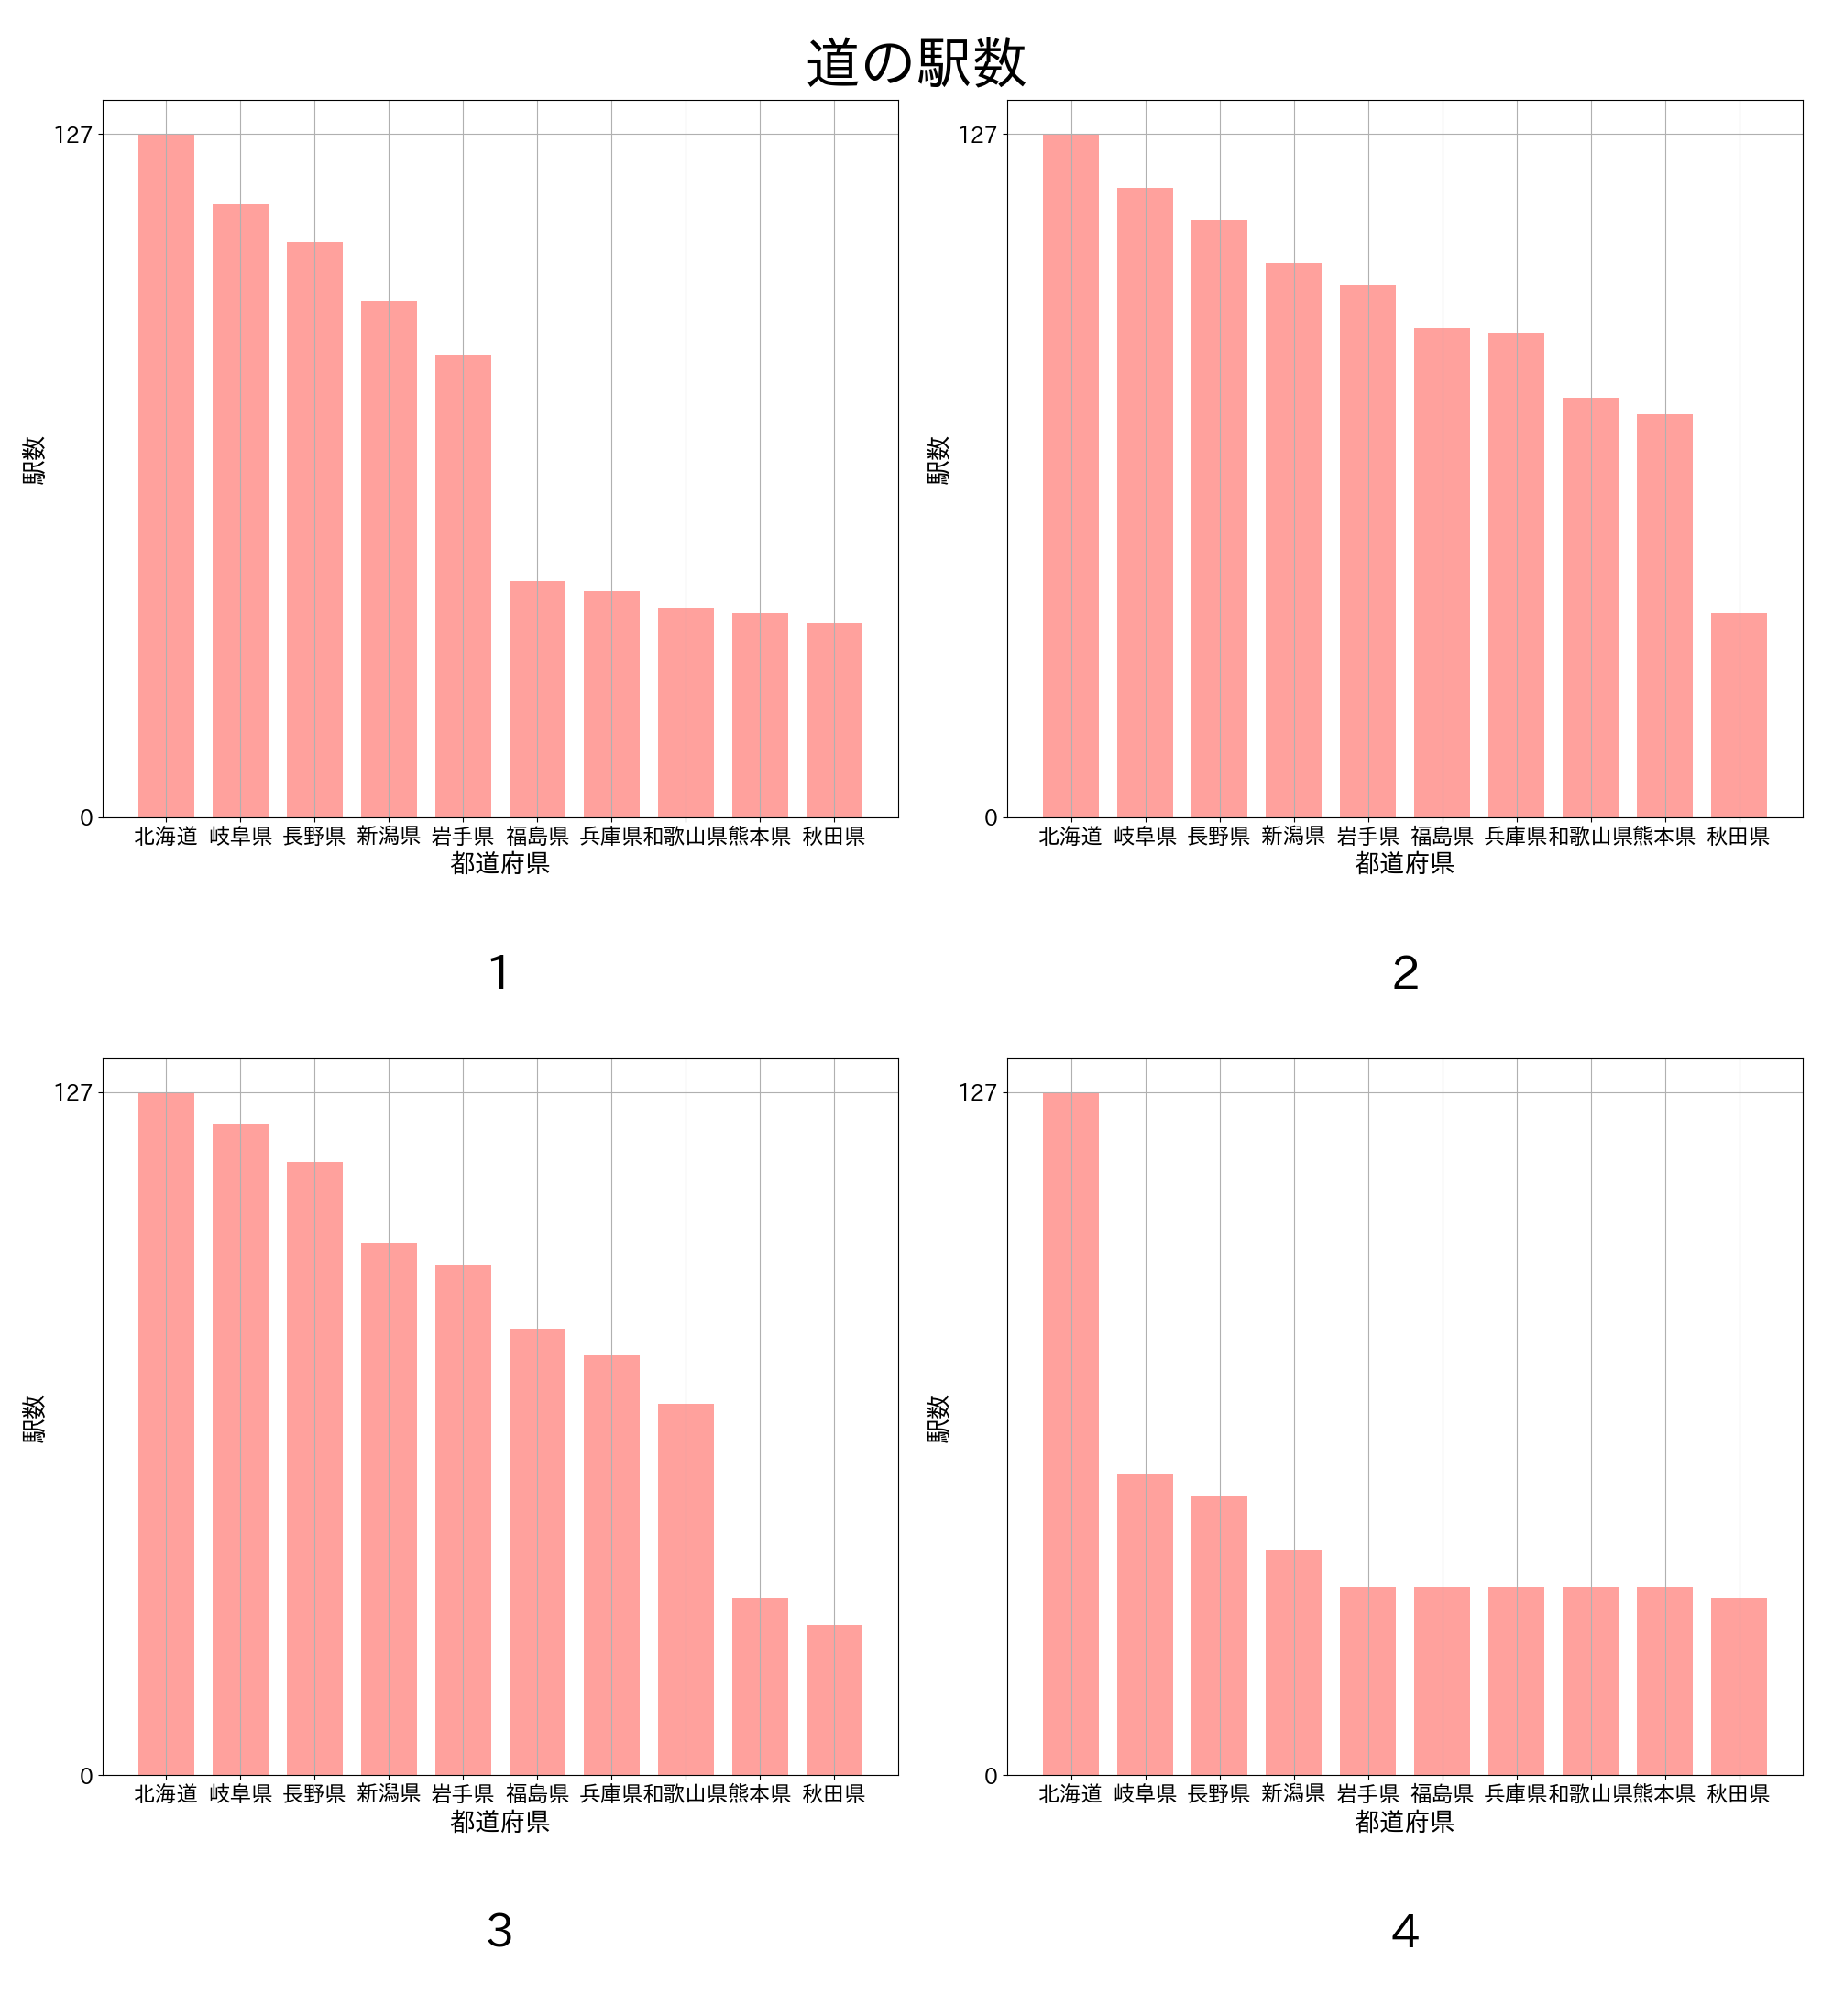 道の駅数
127
0
駅数
北海道 岐阜県 長野県 新潟県 岩手県 福島県 兵庫県 和歌山県 熊本県 秋田県
都道府県
1
127
0
駅数
北海道 岐阜県 長野県 新潟県 岩手県 福島県 兵庫県 和歌山県 熊本県 秋田県
都道府県
2
127
0
駅数
北海道 岐阜県 長野県 新潟県 岩手県 福島県 兵庫県 和歌山県 熊本県 秋田県
都道府県
3
127
0
駅数
北海道 岐阜県 長野県 新潟県 岩手県 福島県 兵庫県 和歌山県 熊本県 秋田県
都道府県
4